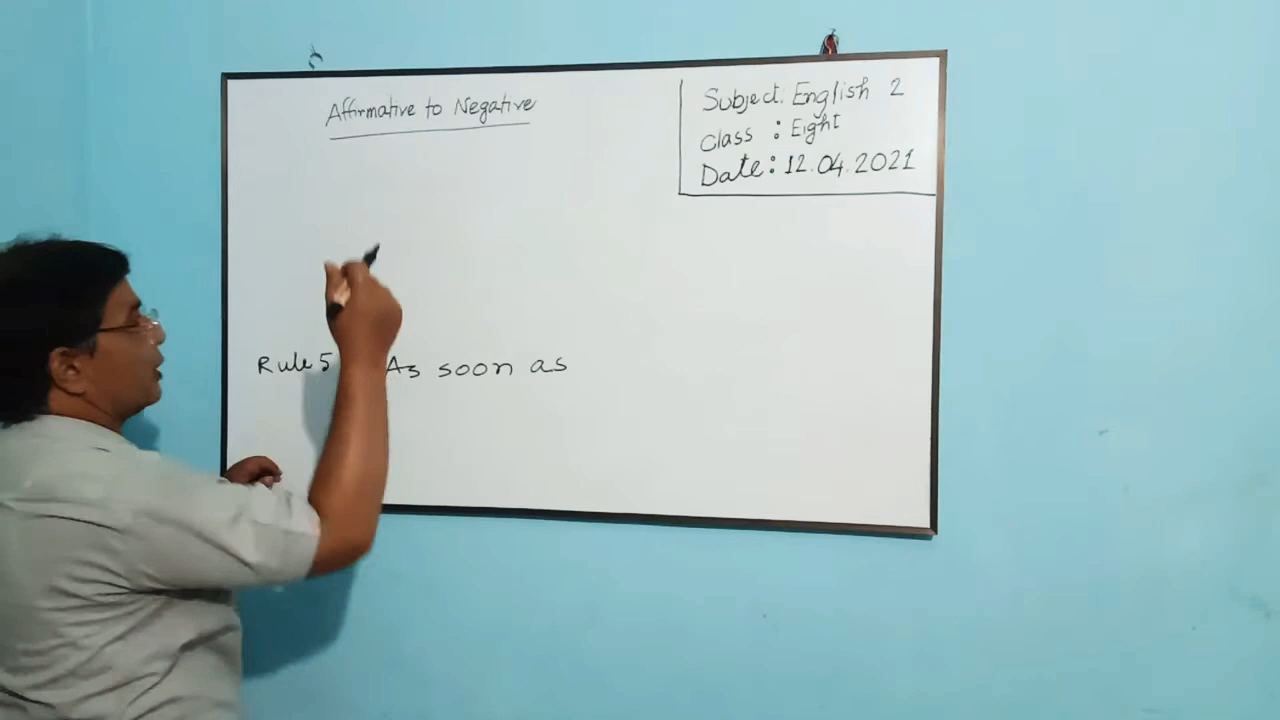 Affirmative to Negative
Subject: English 2
Class : Eight
Date: 12.04.2021
Rule 5 As soon as